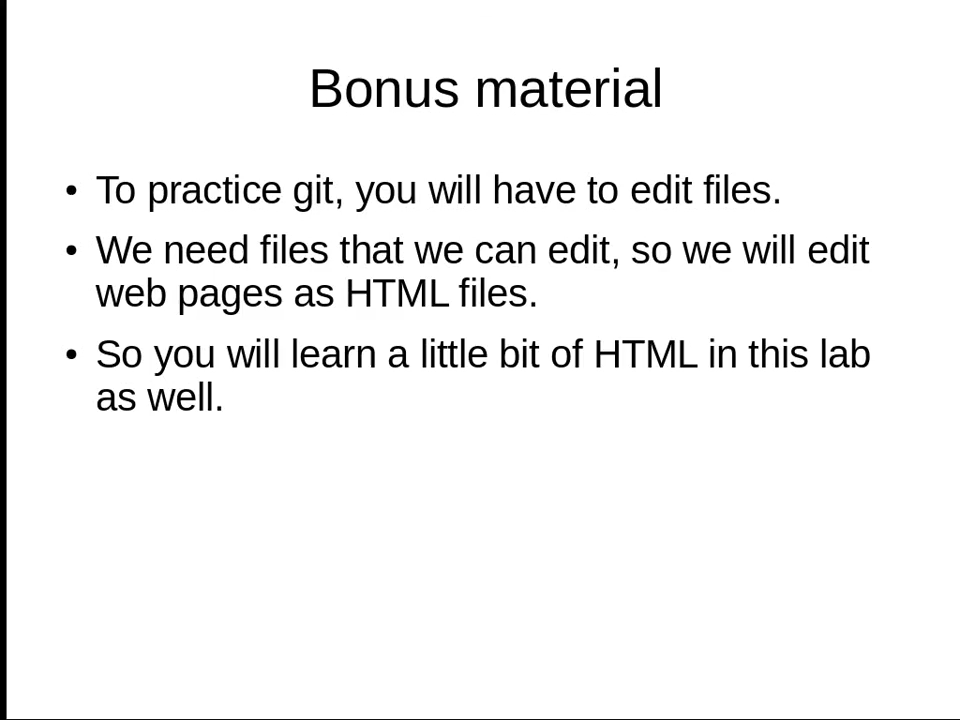 Bonus material
• To practice git, you will have to edit files.
• We need files that we can edit, so we will edit
web pages as HTML files.
• So you will learn a little bit of HTML in this lab
as well.